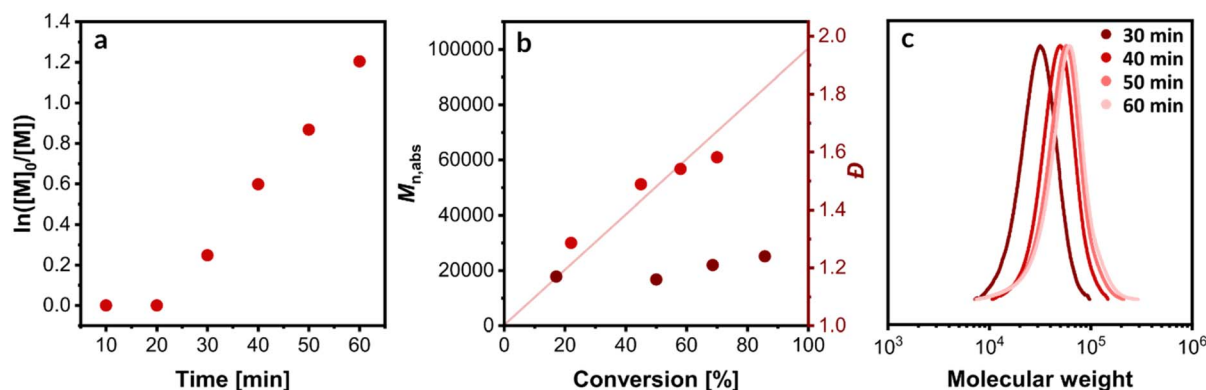 a
ln([M]₀/[M])
1.4
1.2
1.0
0.8
0.6
0.4
0.2
0.0
10 20 30 40 50 60
Time [min]
b
Mn,abs
100000
80000
60000
40000
20000
0
0 20 40 60 80 100
Conversion [%]
2.0
1.8
1.6
1.4
1.2
1.0
Đ
c
30 min
40 min
50 min
60 min
10³ 10⁴ 10⁵ 10⁶
Molecular weight